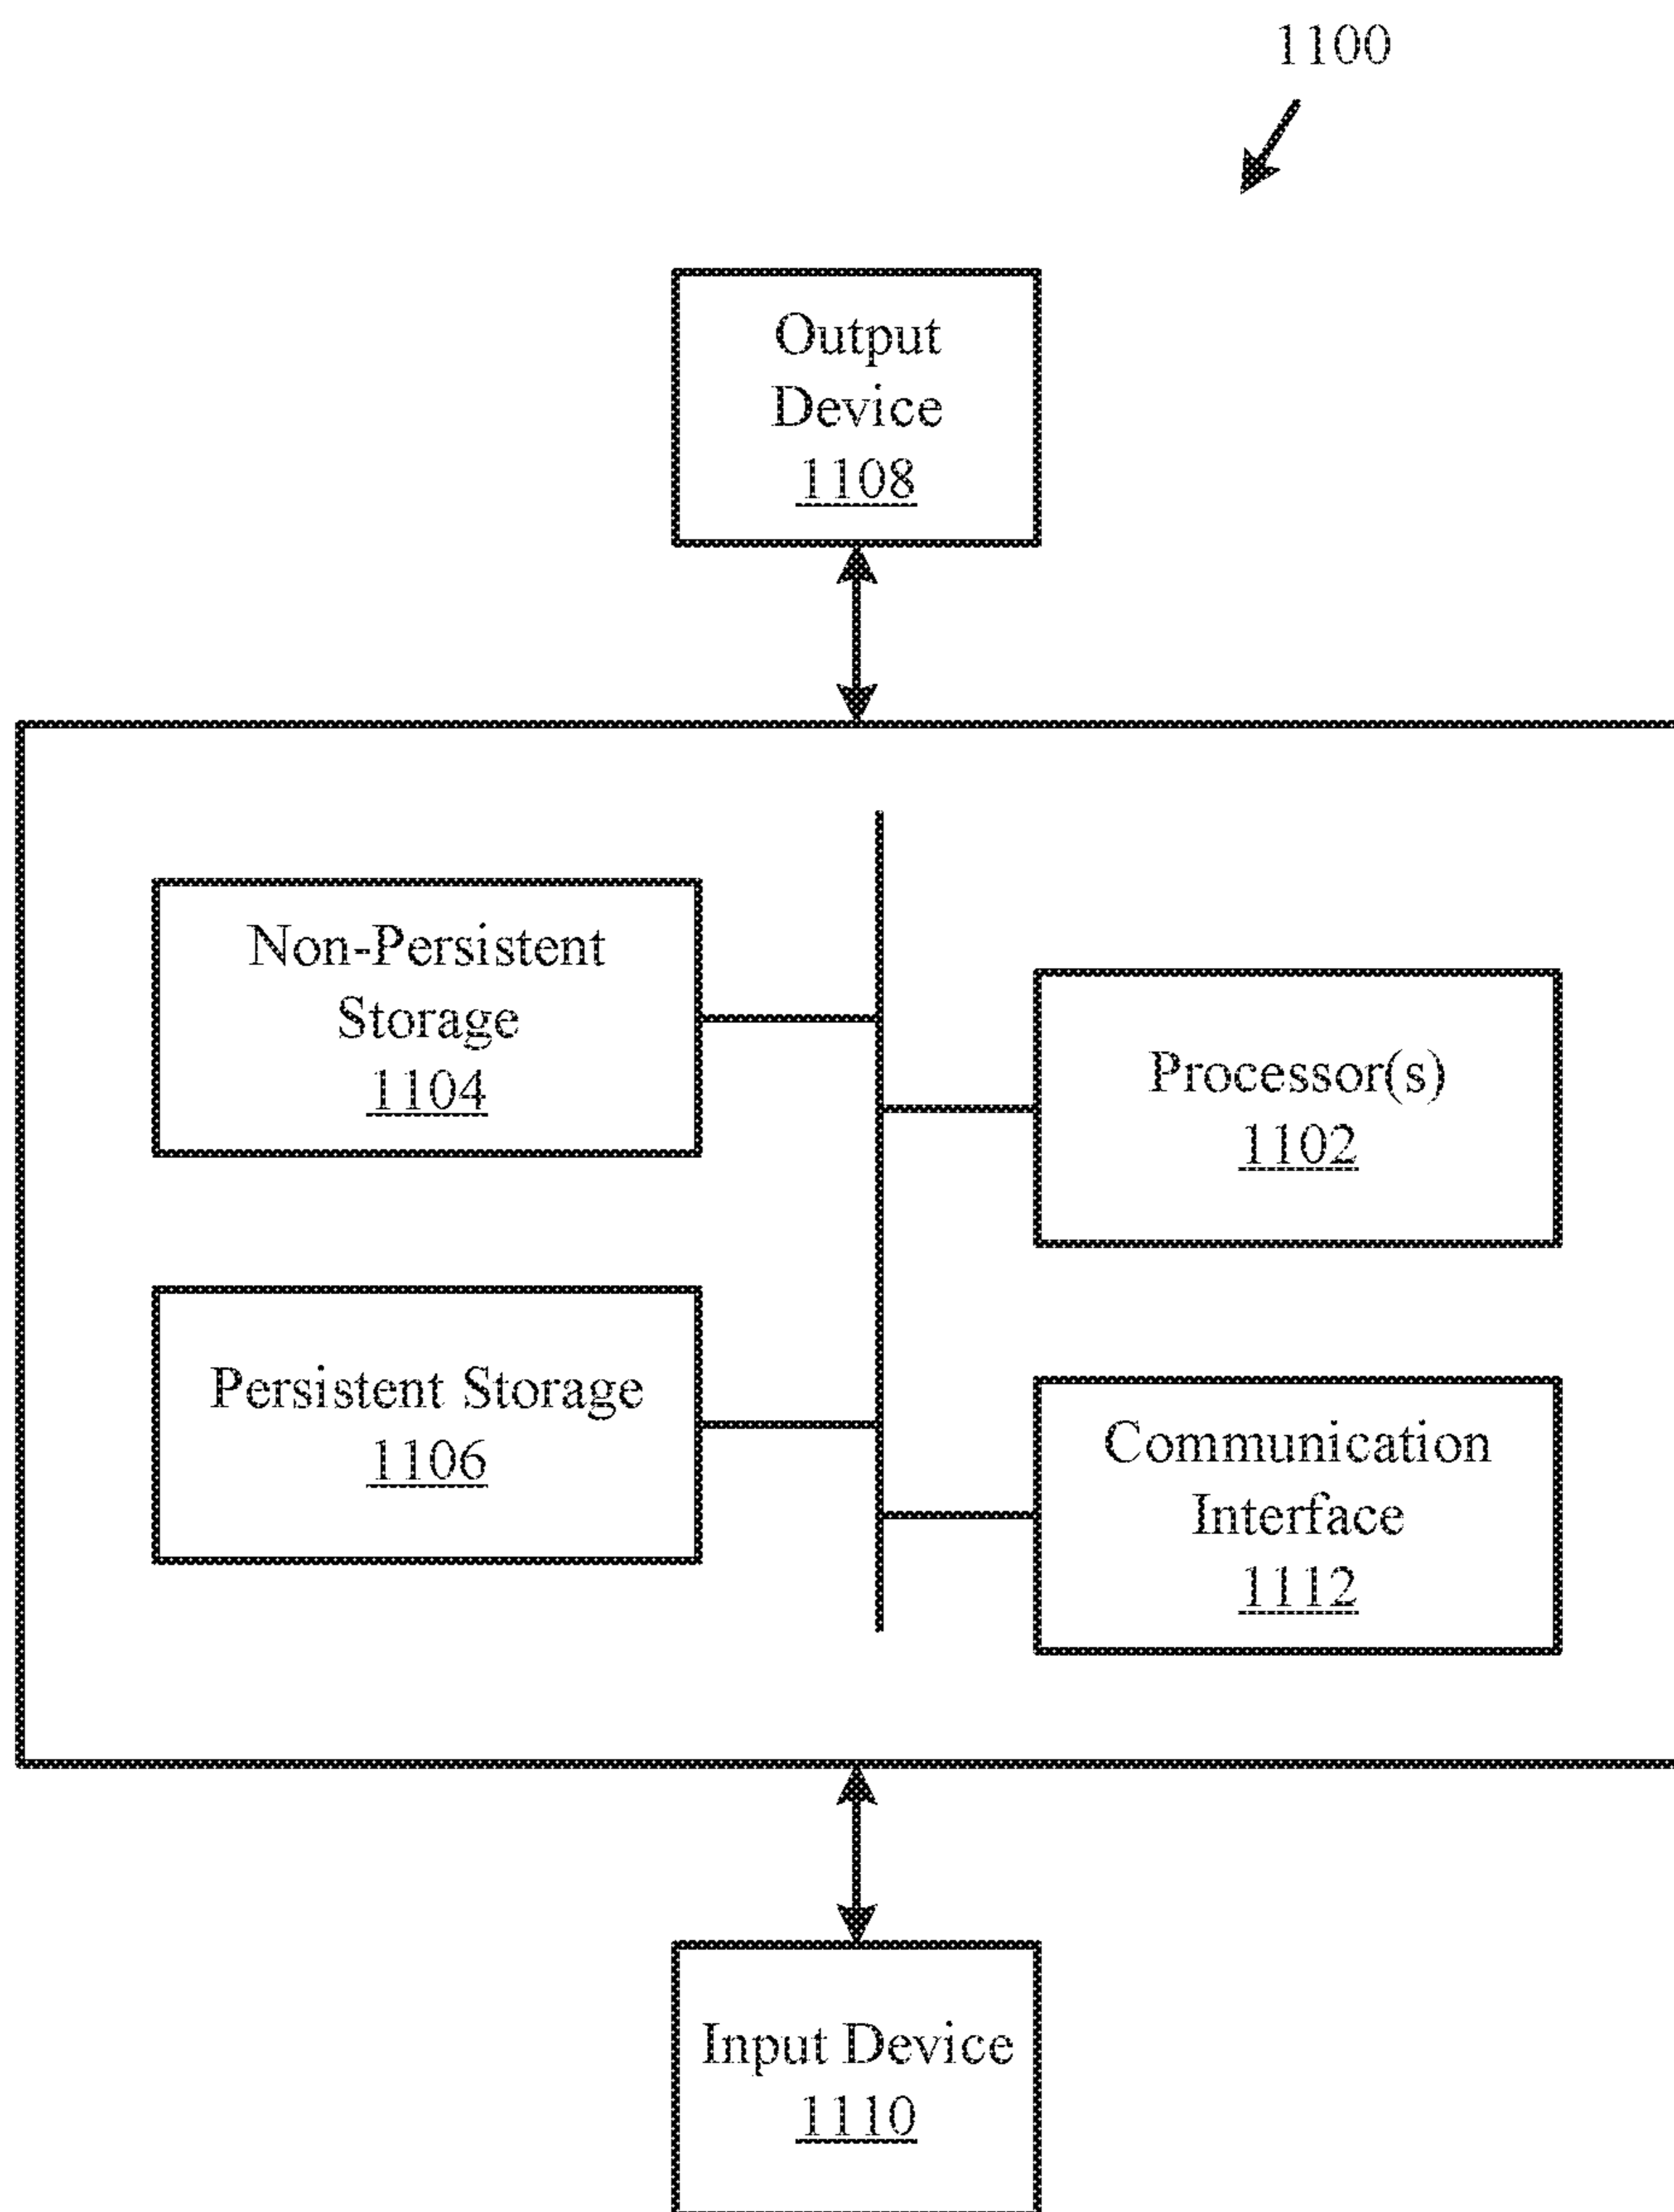 1100
Output
Device
1108
Non-Persistent
Storage
1104
Processor(s)
1102
Persistent Storage
1106
Communication
Interface
1112
Input Device
1110